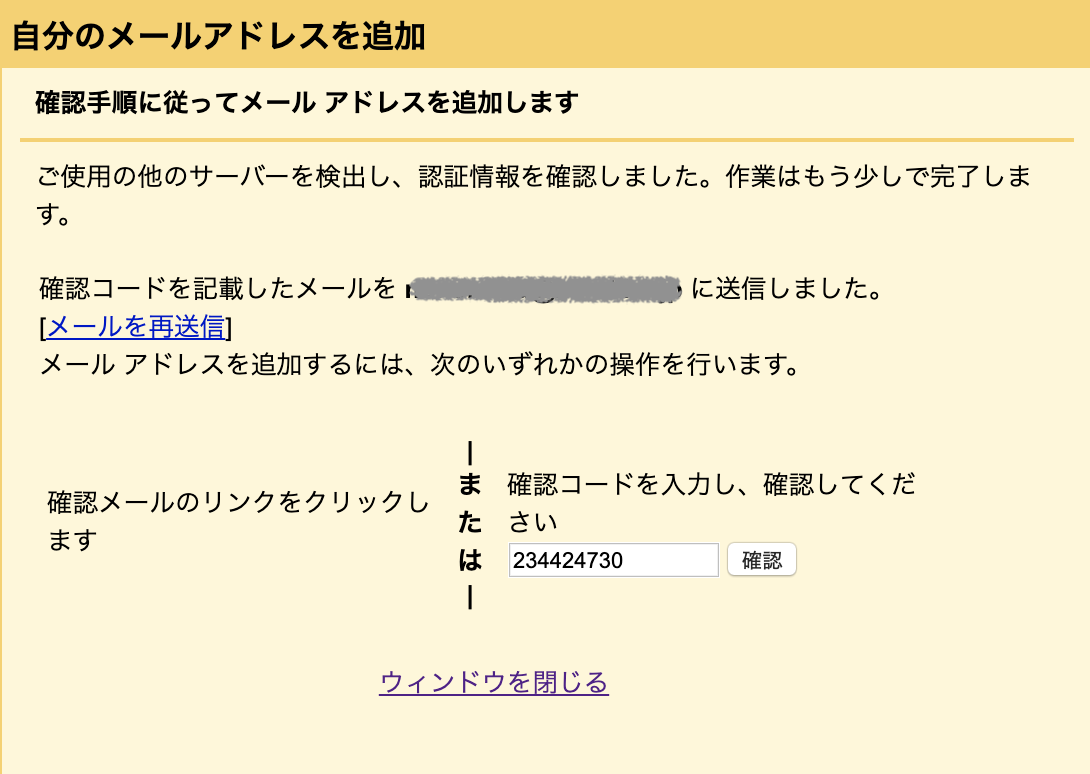 自分のメールアドレスを追加
確認手順に従ってメール アドレスを追加します
ご使用の他のサーバーを検出し、認証情報を確認しました。作業はもう少しで完了しま
す。
確認コードを記載したメールを に送信しました。
[メールを再送信]
メール アドレスを追加するには、次のいずれかの操作を行います。
確認メールのリンクをクリックし
ます
|
ま
た
は
|
確認コードを入力し、確認してくだ
さい
234424730 確認
ウィンドウを閉じる